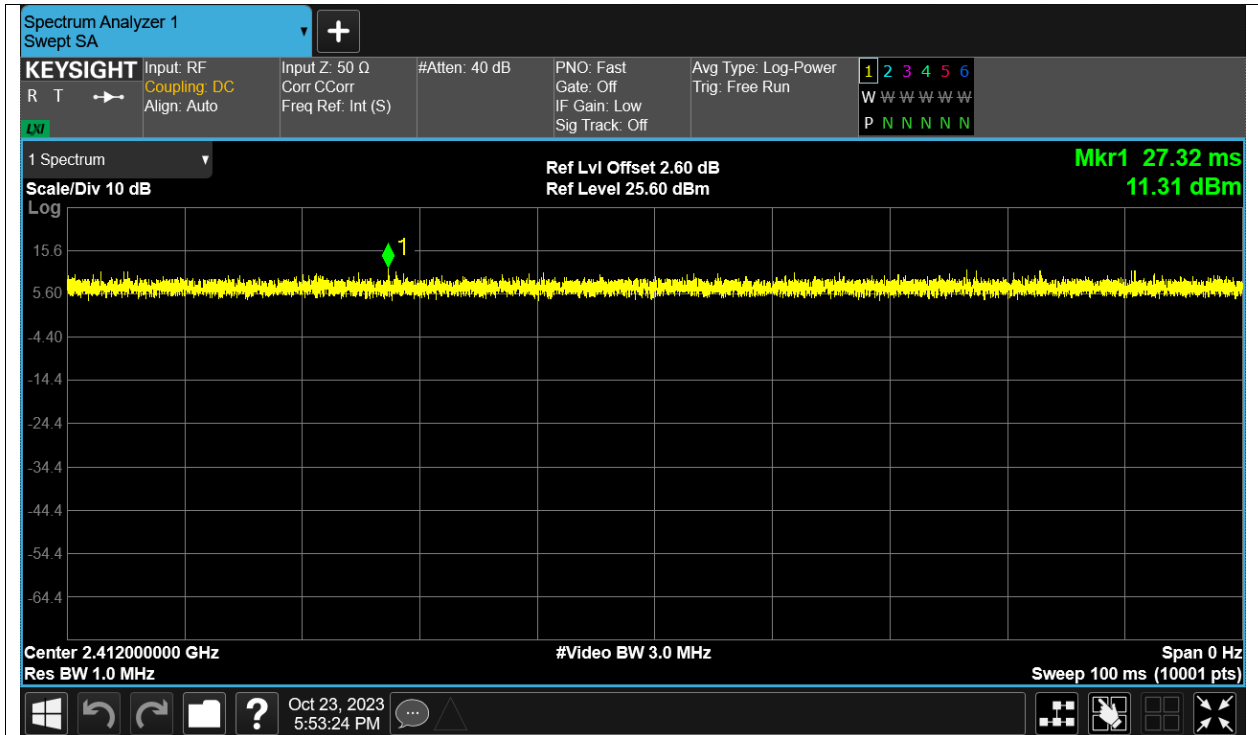 Spectrum Analyzer 1
Swept SA
KEYSIGHT
R T
LXI
Input: RF
Coupling: DC
Align: Auto
Input Z: 50 Ω
Corr CCorr
Freq Ref: Int (S)
#Atten: 40 dB
PNO: Fast
Gate: Off
IF Gain: Low
Sig Track: Off
Avg Type: Log-Power
Trig: Free Run
1 2 3 4 5 6
W W W W W W
P N N N N N
1 Spectrum
Scale/Div 10 dB
Log
Ref Lvl Offset 2.60 dB
Ref Level 25.60 dBm
Mkr1 27.32 ms
11.31 dBm
1
15.6
5.60
-4.40
-14.4
-24.4
-34.4
-44.4
-54.4
-64.4
Center 2.412000000 GHz
Res BW 1.0 MHz
#Video BW 3.0 MHz
Span 0 Hz
Sweep 100 ms (10001 pts)
?
Oct 23, 2023
5:53:24 PM